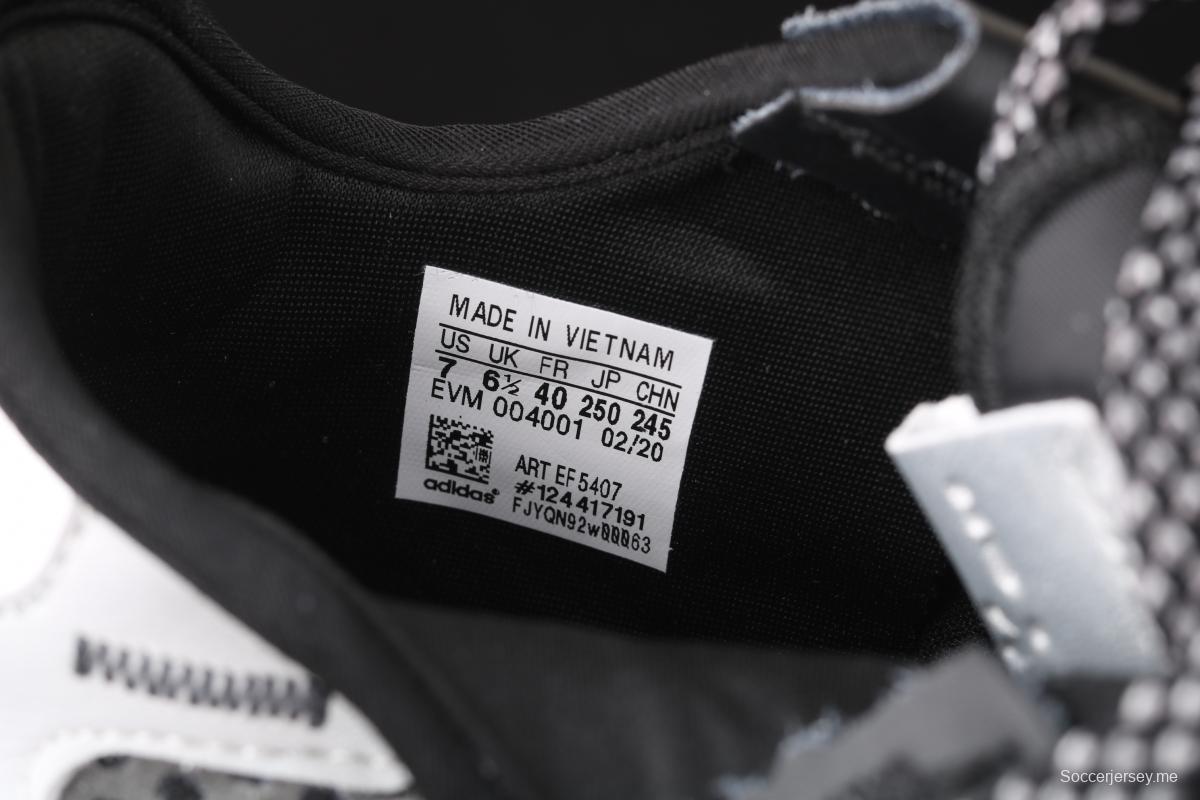 MADE IN VIETNAM
US UK FR JP CHN
7 6½ 40 250 245
EVM 004001 02/20
ART EF5407
#124417191
FJYQN92W00063
adidas®
Soccerjersey.me